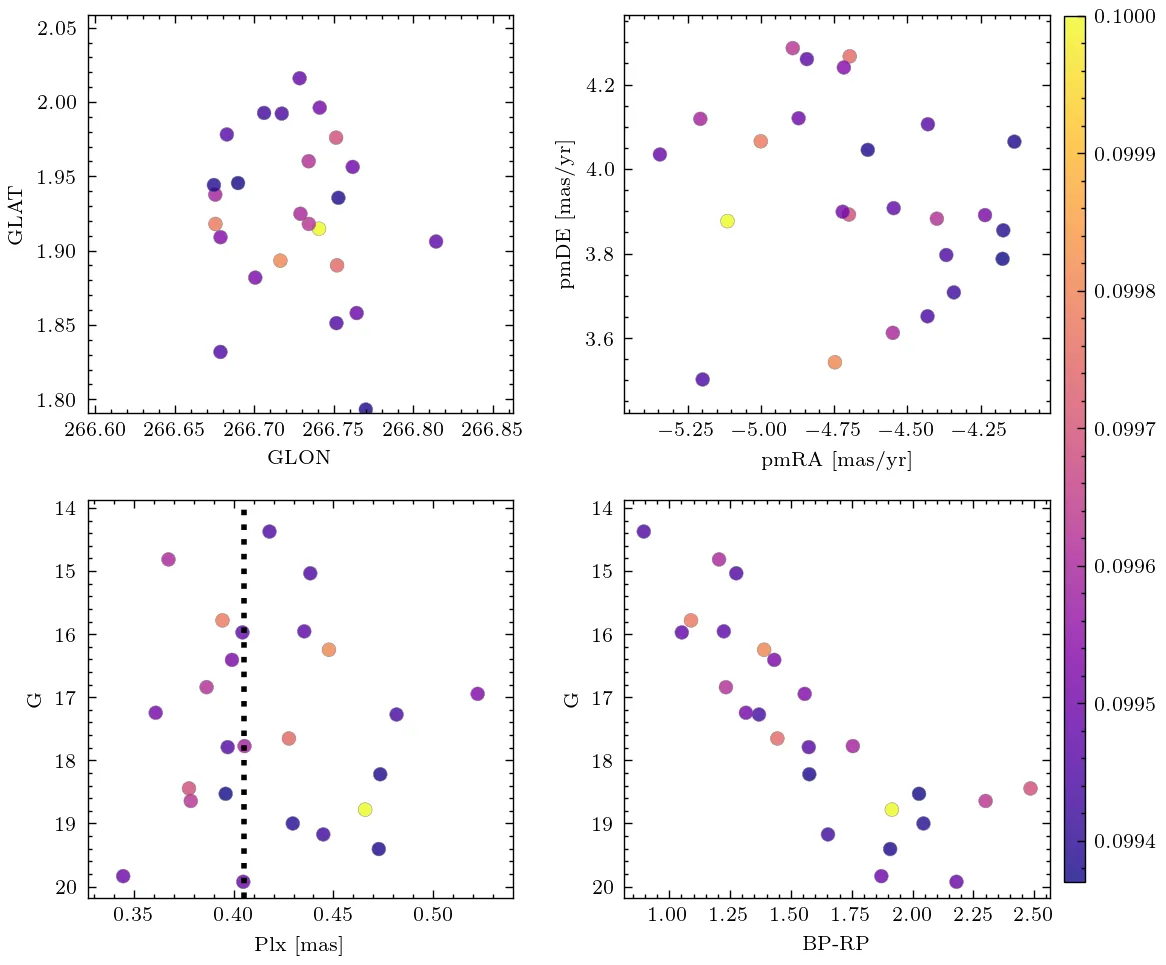 2.05
2.00
1.95
1.90
1.85
1.80
GLAT
266.60 266.65 266.70 266.75 266.80 266.85
GLON
4.2
4.0
3.8
3.6
pmDE [mas/yr]
−5.25 −5.00 −4.75 −4.50 −4.25
pmRA [mas/yr]
14
15
16
17
18
19
20
G
0.35 0.40 0.45 0.50
Plx [mas]
14
15
16
17
18
19
20
G
1.00 1.25 1.50 1.75 2.00 2.25 2.50
BP-RP
0.1000
0.0999
0.0998
0.0997
0.0996
0.0995
0.0994